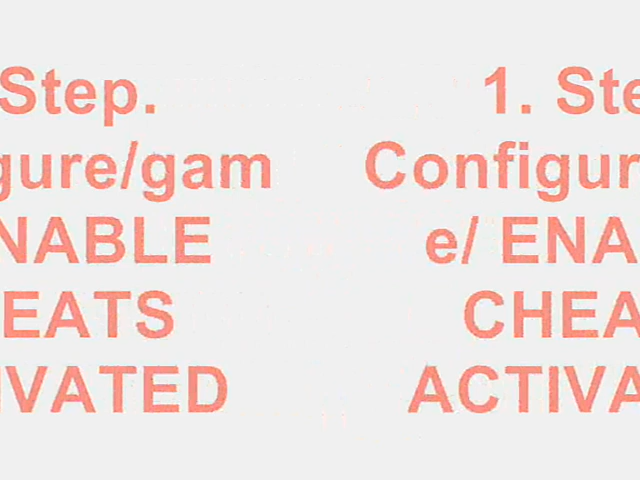 Step.
gure/gam
NABLE
EATS
IVATED
1. Ste
Configur
e/ ENA
CHEA
ACTIVA